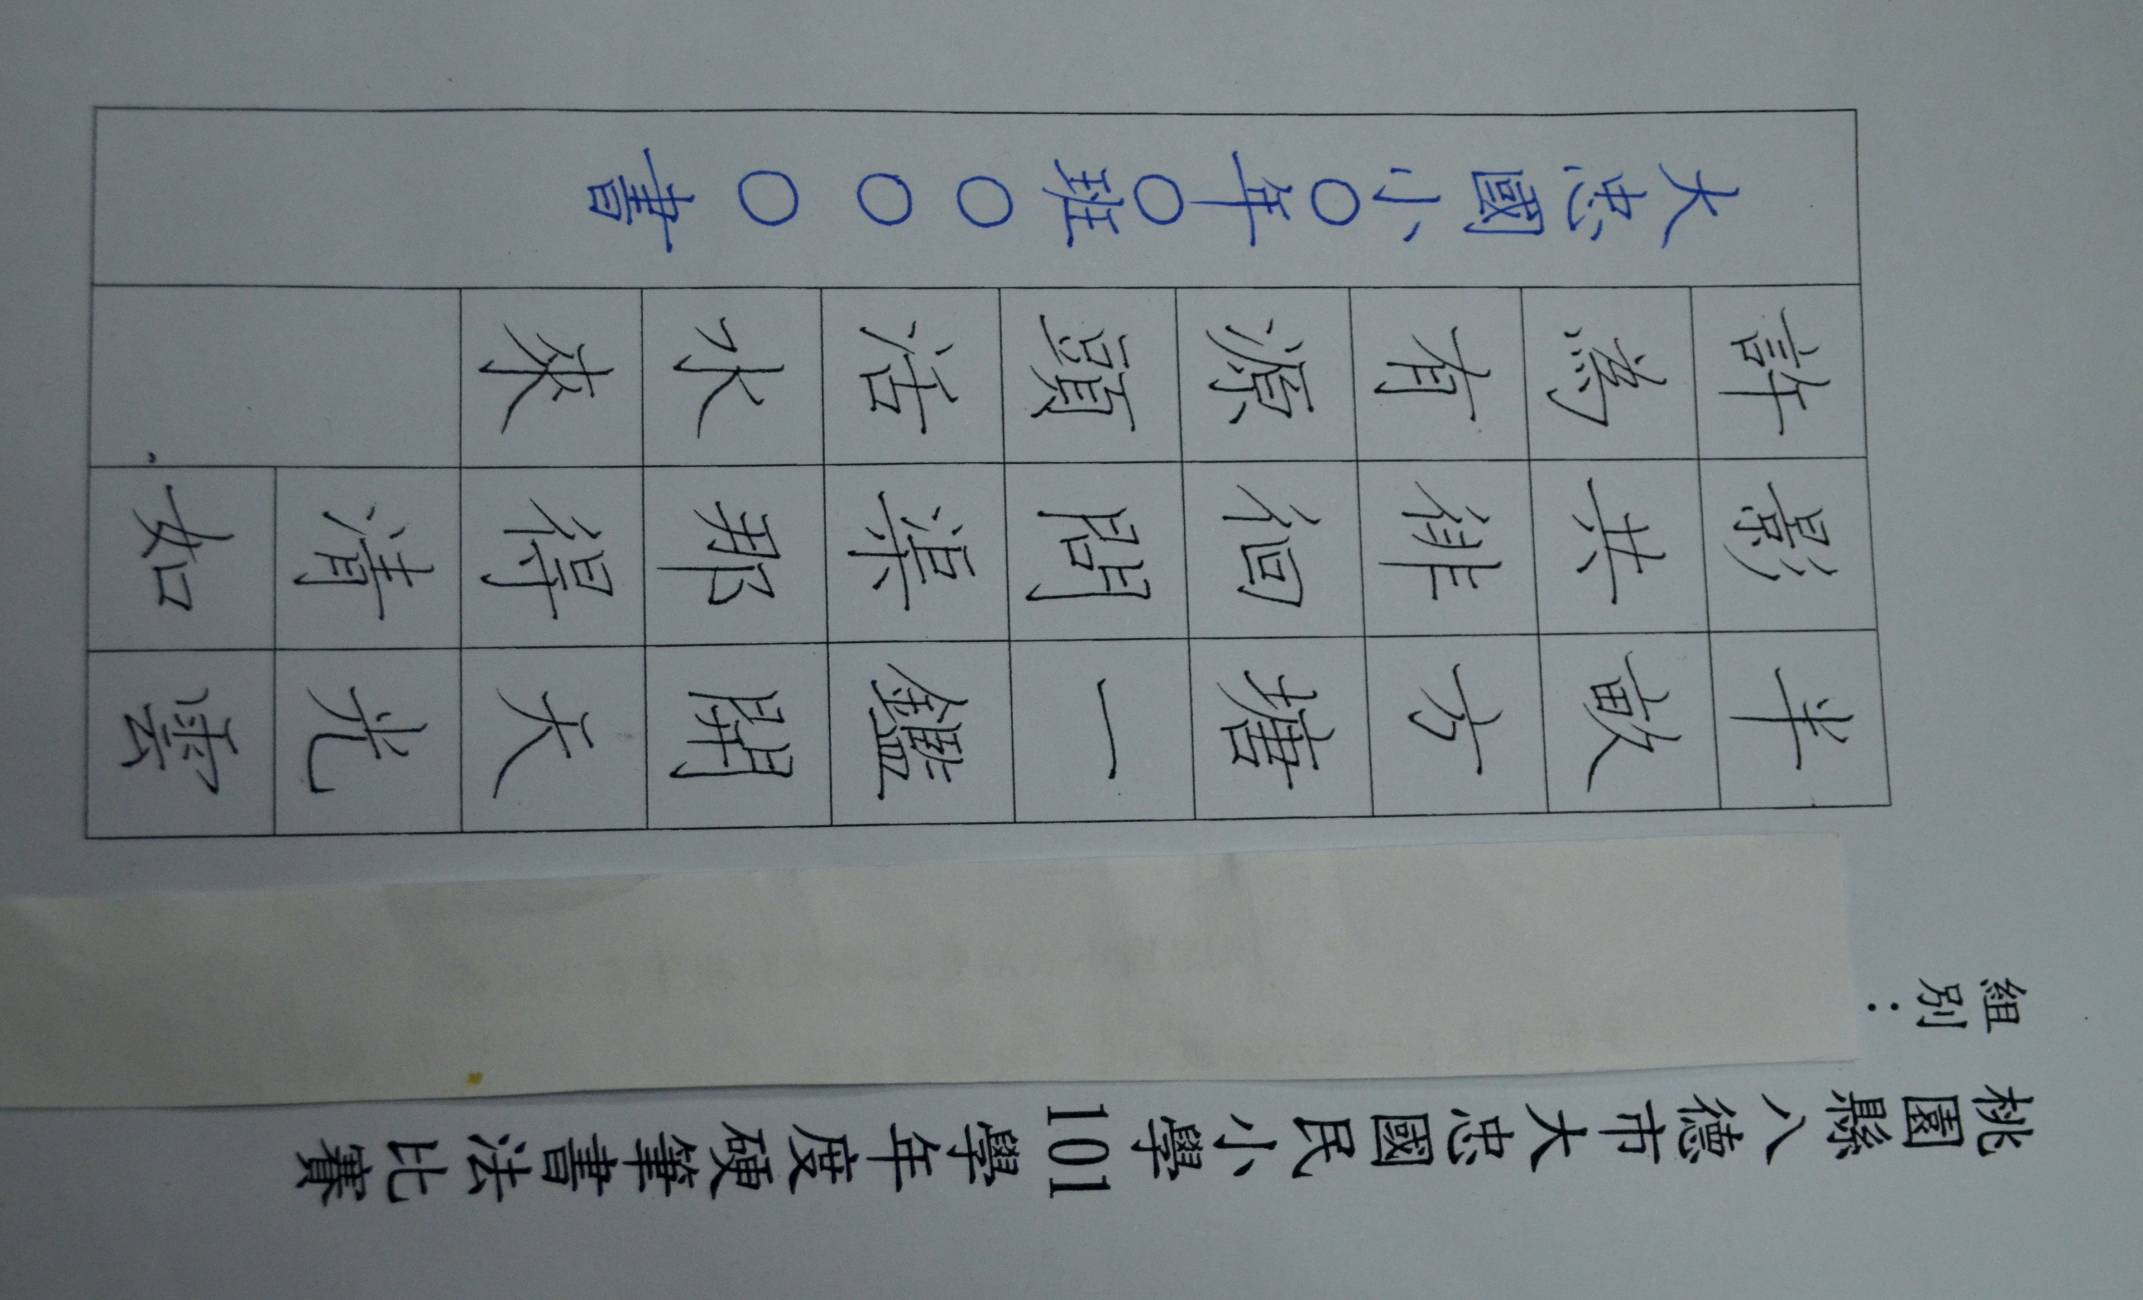 桃園縣八德市大忠國民小學101學年度硬筆書法比賽
組別：
半畝方塘一鑑開天光雲
影共徘徊問渠那得清如
許為有源頭活水來
大忠國小○年○班○○○書